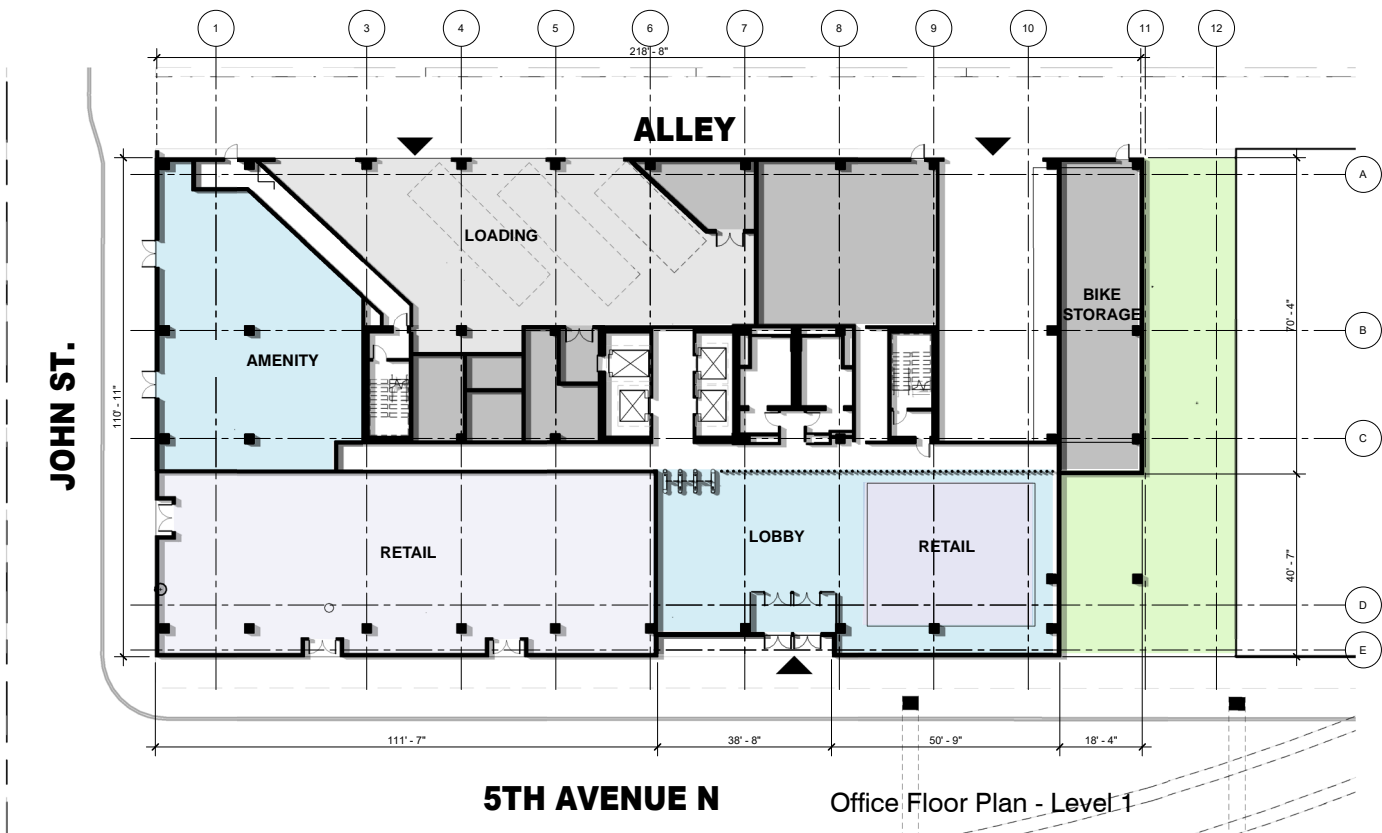 1
3
4
5
6
7
8
9
10
11
12
218' - 8"
ALLEY
A
LOADING
BIKE
STORAGE
70' - 4"
B
AMENITY
JOHN ST.
110' - 11"
C
RETAIL
LOBBY
RETAIL
40' - 7"
D
E
111' - 7"
38' - 8"
50' - 9"
18' - 4"
5TH AVENUE N
Office Floor Plan - Level 1